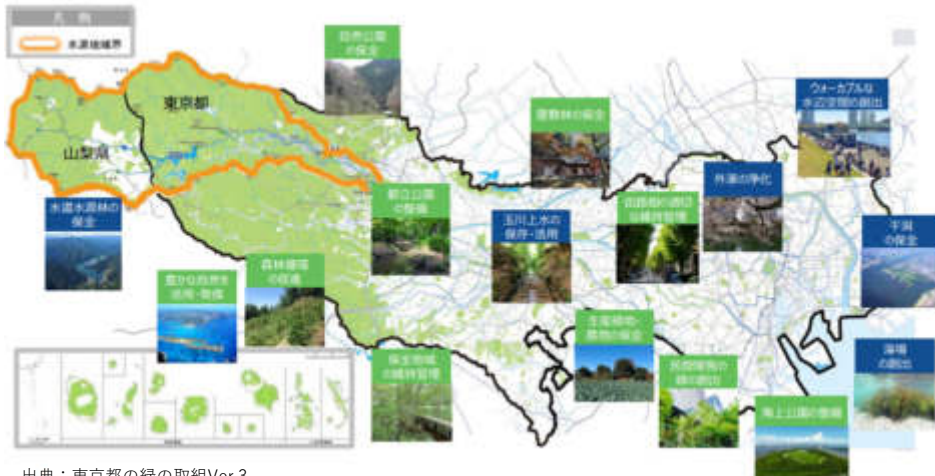 凡 例
水源地域界
自然公園
の保全
ウォーカブルな
水辺空間の創出
東京都
屋敷林の保全
山梨県
外濠の浄化
都立公園
の整備
玉川上水の
保存・活用
街路樹の適切
な維持管理
水道水源林の
保全
干潟
の保全
森林循環
の促進
豊かな自然を
活用・発信
生産緑地・
農地の保全
保全地域
の維持管理
民間開発の
緑の創出
藻場
の創出
海上公園の整備
出典：東京都の緑の取組Ver.3